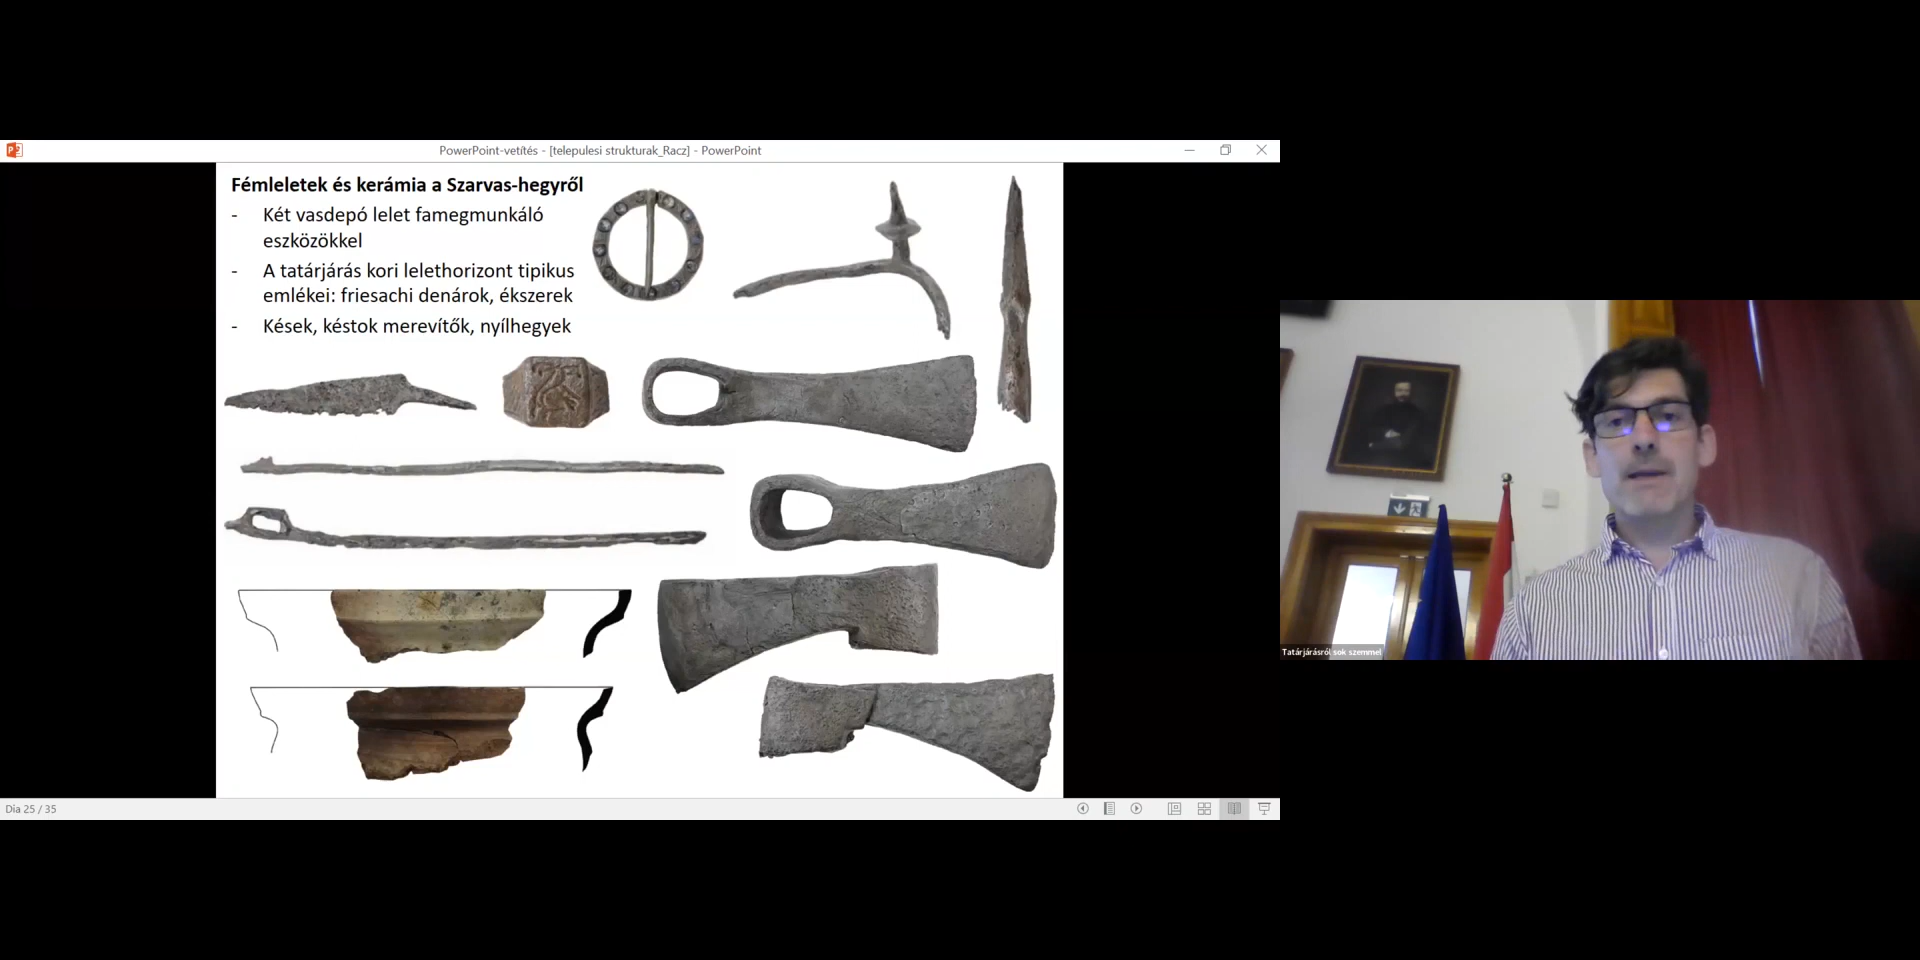 PowerPoint-vetítés - [telepulesi strukturak_Racz] - PowerPoint
Fémleletek és kerámia a Szarvas-hegyről
- Két vasdepó lelet famegmunkáló
eszközökkel
- A tatárjárás kori lelethorizont tipikus
emlékei: friesachi denárok, ékszerek
- Kések, késtok merevítők, nyílhegyek
Tatárjárásról sok szemmel
Dia 25 / 35